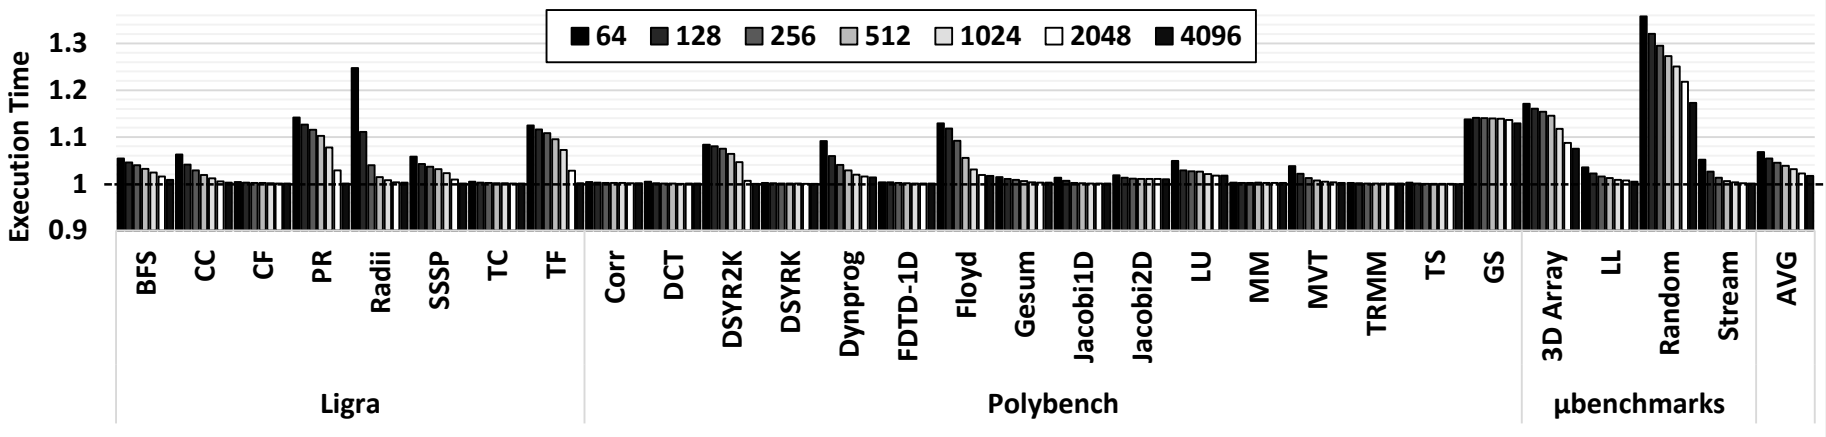 64 128 256 512 1024 2048 4096
Execution Time
1.3
1.2
1.1
1
0.9
BFS
CC
CF
PR
Radii
SSSP
TC
TF
Corr
DCT
DSYR2K
DSYRK
Dynprog
FDTD-1D
Floyd
Gesum
Jacobi1D
Jacobi2D
LU
MM
MVT
TRMM
TS
GS
3D Array
LL
Random
Stream
AVG
Ligra
Polybench
μbenchmarks